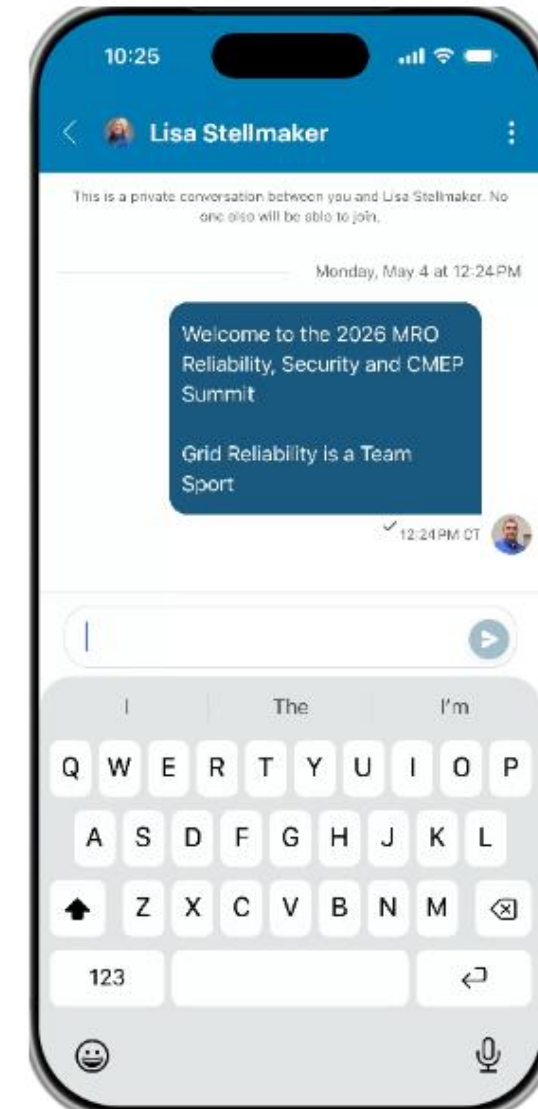 10:25
Lisa Stellmaker
This is a private conversation between you and Lisa Stellmaker. No
one else will be able to join.
Monday, May 4 at 12:24 PM
Welcome to the 2026 MRO
Reliability, Security and CMEP
Summit
Grid Reliability is a Team
Sport
12:24 PM CT
I The I'm
Q W E R T Y U I O P
A S D F G H J K L
Z X C V B N M
123